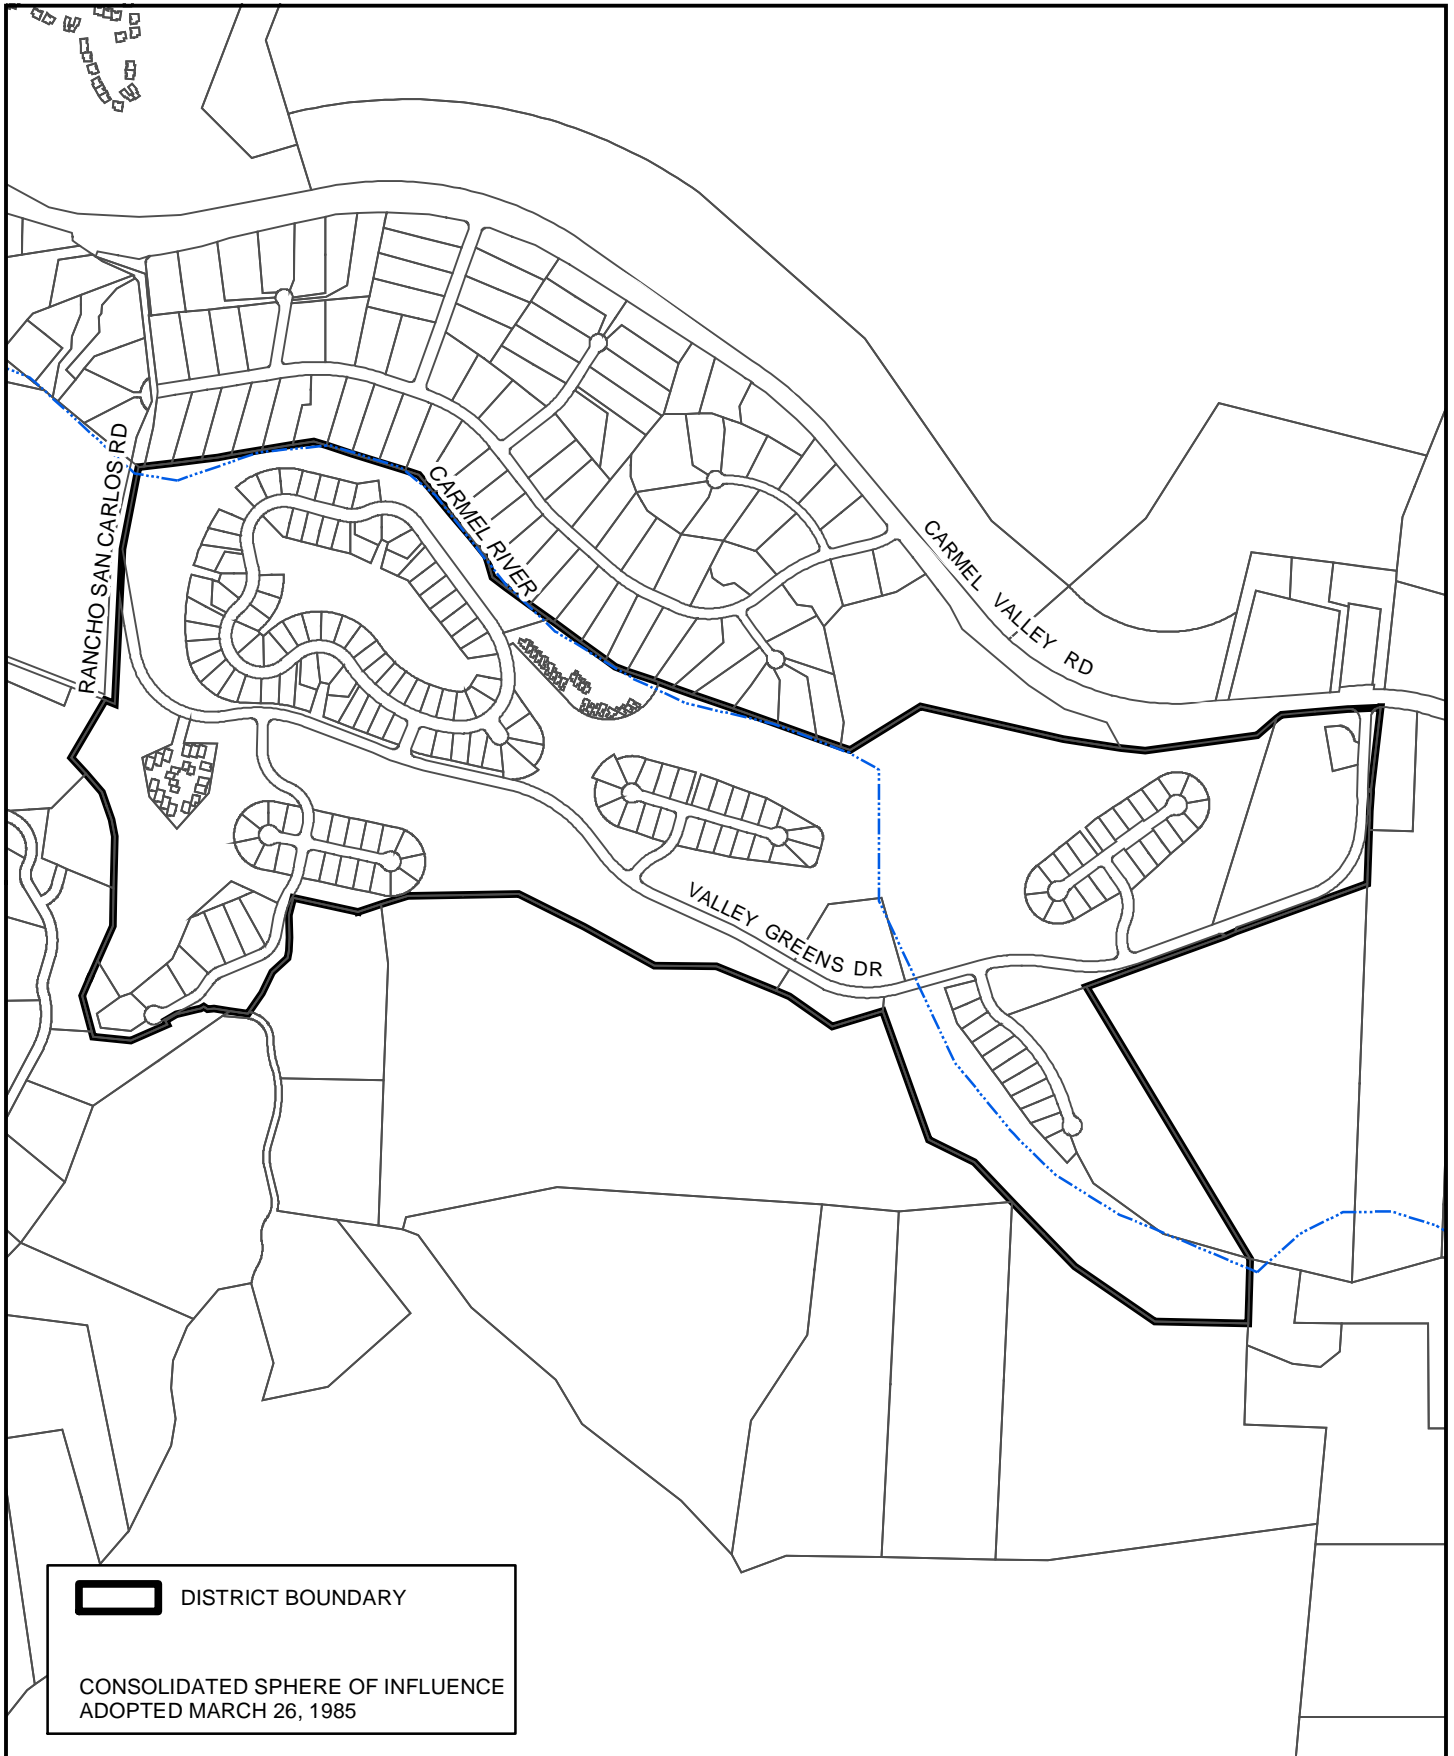 RANCHO SAN CARLOS RD
CARMEL RIVER
CARMEL VALLEY RD
VALLEY GREENS DR
DISTRICT BOUNDARY
CONSOLIDATED SPHERE OF INFLUENCE
ADOPTED MARCH 26, 1985